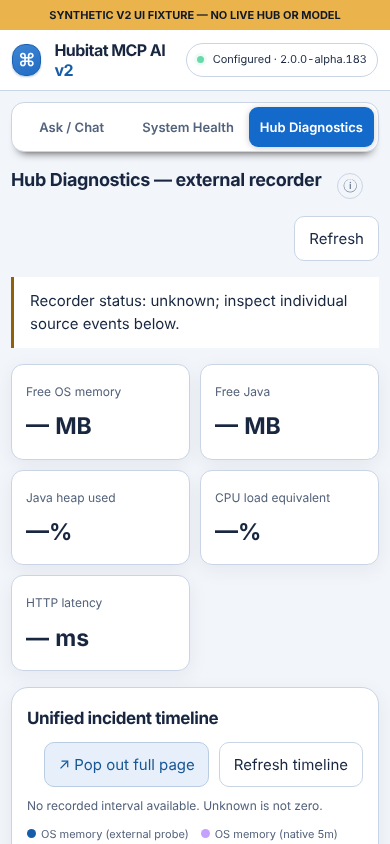 SYNTHETIC V2 UI FIXTURE — NO LIVE HUB OR MODEL
⌘
Hubitat MCP AI
v2
Configured · 2.0.0-alpha.183
Ask / Chat
System Health
Hub Diagnostics
Hub Diagnostics — external recorder
ⓘ
Refresh
Recorder status: unknown; inspect individual
source events below.
Free OS memory
— MB
Free Java
— MB
Java heap used
—%
CPU load equivalent
—%
HTTP latency
— ms
Unified incident timeline
↗ Pop out full page
Refresh timeline
No recorded interval available. Unknown is not zero.
OS memory (external probe)
OS memory (native 5m)